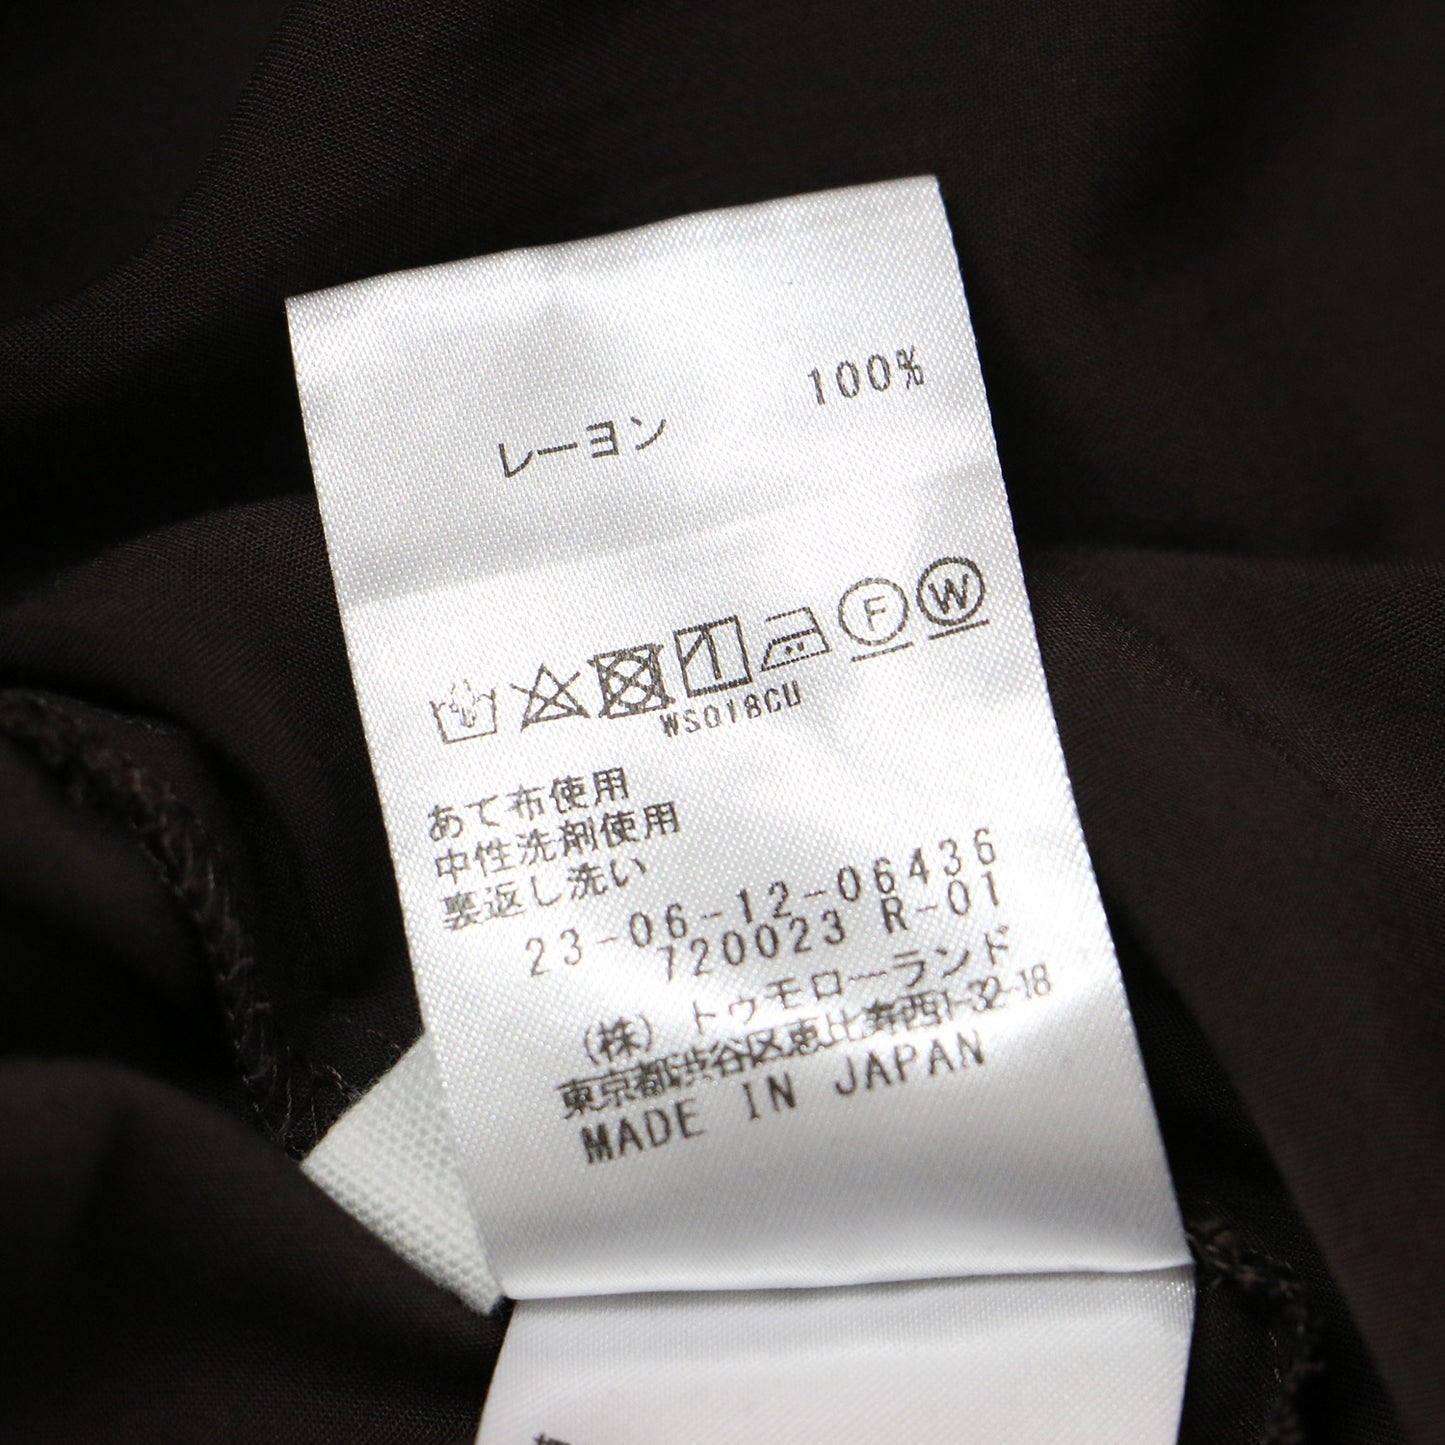 レーヨン 100%
F W
WS018CU
あて布使用
中性洗剤使用
裏返し洗い
23-06-12-06436
720023 R-01
(株) トゥモローランド
東京都渋谷区恵比寿西1-32-18
MADE IN JAPAN